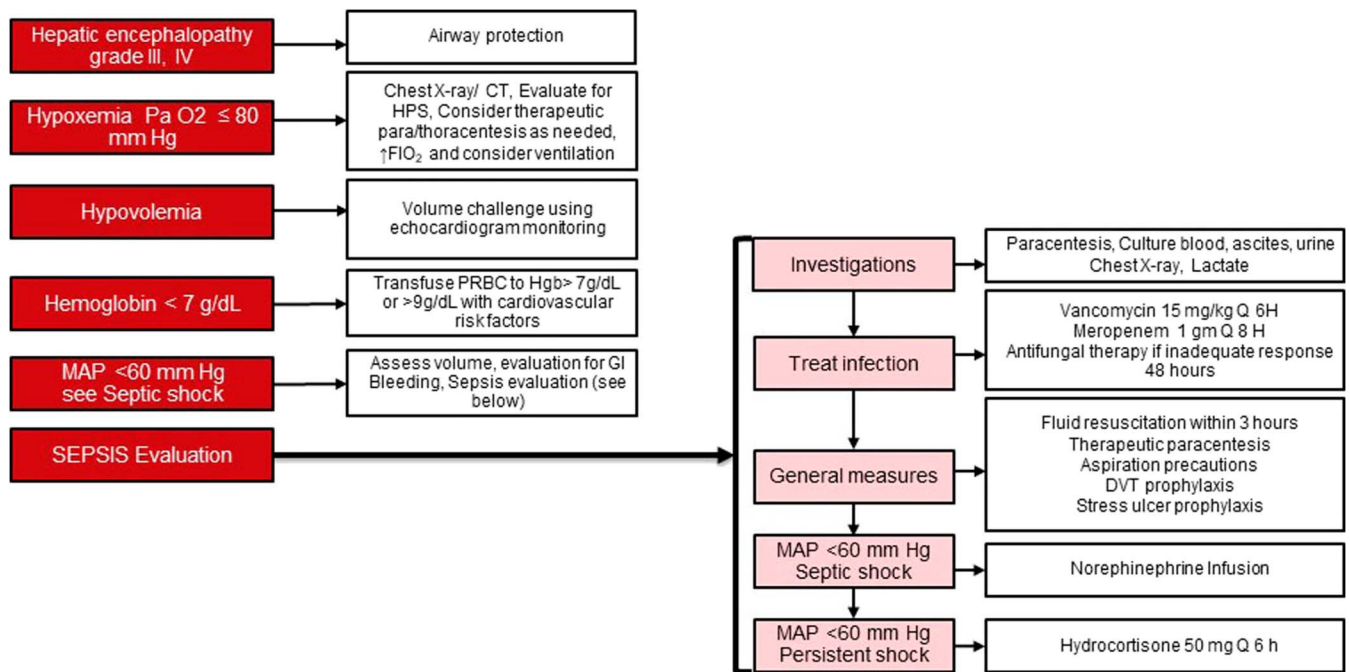 Hepatic encephalopathy
grade III, IV
Airway protection
Hypoxemia Pa O2 ≤ 80
mm Hg
Chest X-ray/ CT, Evaluate for
HPS, Consider therapeutic
para/thoracentesis as needed,
↑FIO₂ and consider ventilation
Hypovolemia
Volume challenge using
echocardiogram monitoring
Hemoglobin < 7 g/dL
Transfuse PRBC to Hgb> 7g/dL
or >9g/dL with cardiovascular
risk factors
MAP <60 mm Hg
see Septic shock
Assess volume, evaluation for GI
Bleeding, Sepsis evaluation (see
below)
SEPSIS Evaluation
Investigations
Paracentesis, Culture blood, ascites, urine
Chest X-ray, Lactate
Treat infection
Vancomycin 15 mg/kg Q 6H
Meropenem 1 gm Q 8 H
Antifungal therapy if inadequate response
48 hours
General measures
Fluid resuscitation within 3 hours
Therapeutic paracentesis
Aspiration precautions
DVT prophylaxis
Stress ulcer prophylaxis
MAP <60 mm Hg
Septic shock
Norephinephrine Infusion
MAP <60 mm Hg
Persistent shock
Hydrocortisone 50 mg Q 6 h